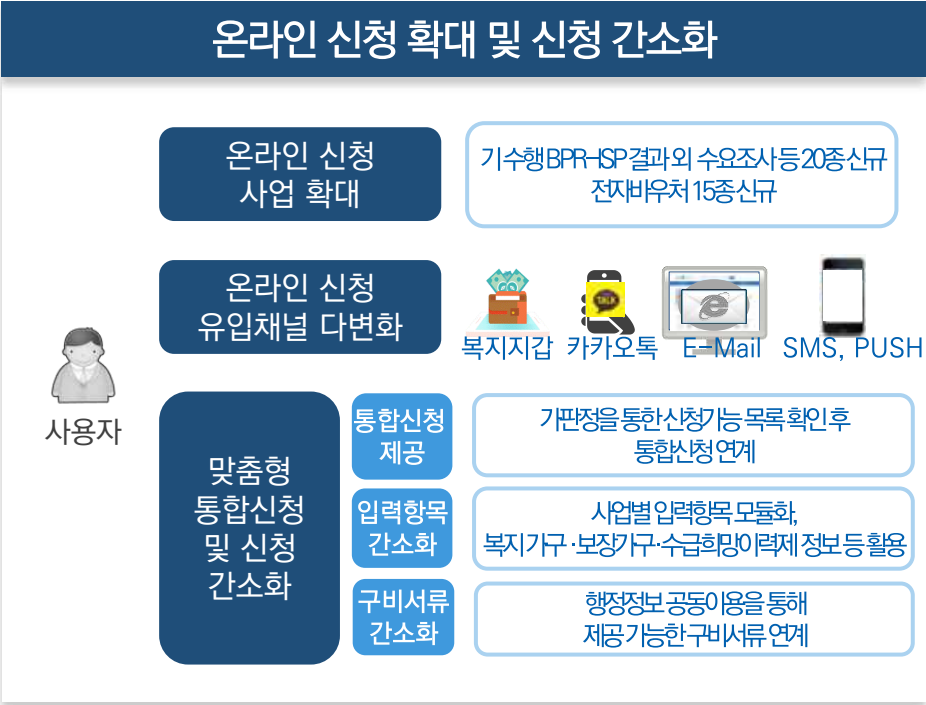 온라인 신청 확대 및 신청 간소화
온라인 신청
사업 확대
기 수행 BPR-ISP 결과 외 수요조사 등 20종 신규
전자바우처 15종 신규
온라인 신청
유입채널 다변화
TALK
복지지갑 카카오톡 E-Mail SMS, PUSH
사용자
맞춤형
통합신청
및 신청
간소화
통합신청
제공
가판정을 통한 신청가능 목록 확인 후
통합신청 연계
입력항목
간소화
사업별 입력항목 모듈화,
복지 가구·보장가구·수급희망이력제 정보 등 활용
구비서류
간소화
행정정보 공동이용을 통해
제공 가능한 구비서류 연계